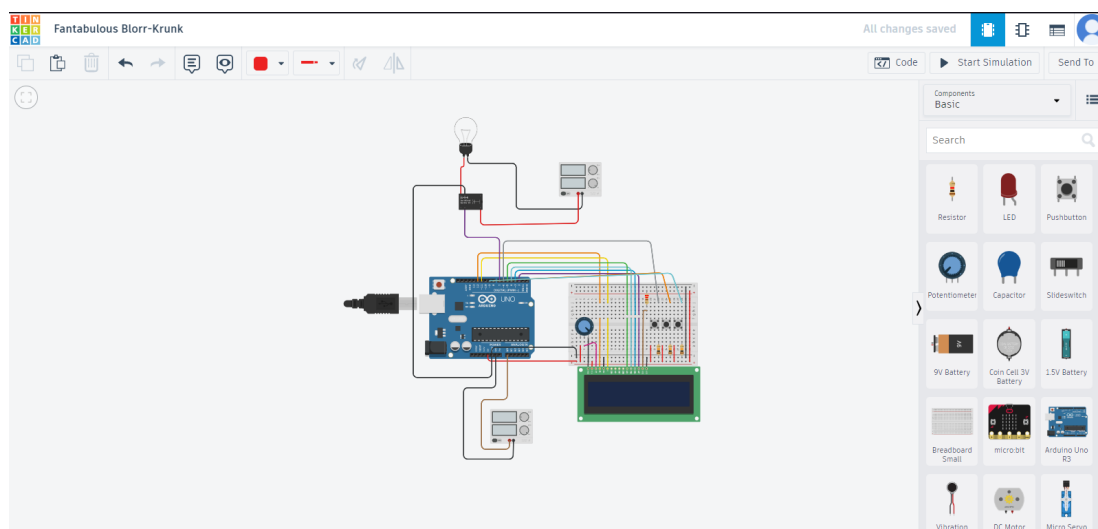 TIN
KER
CAD
Fantabulous Blorr-Krunk
All changes saved
Code
Start Simulation
Send To
Components
Basic
Search
Resistor
LED
Pushbutton
Potentiometer
Capacitor
Slideswitch
9V Battery
Coin Cell 3V
Battery
1.5V Battery
Breadboard
Small
micro:bit
Arduino Uno
R3
Vibration
DC Motor
Micro Servo
UNO
ARDUINO